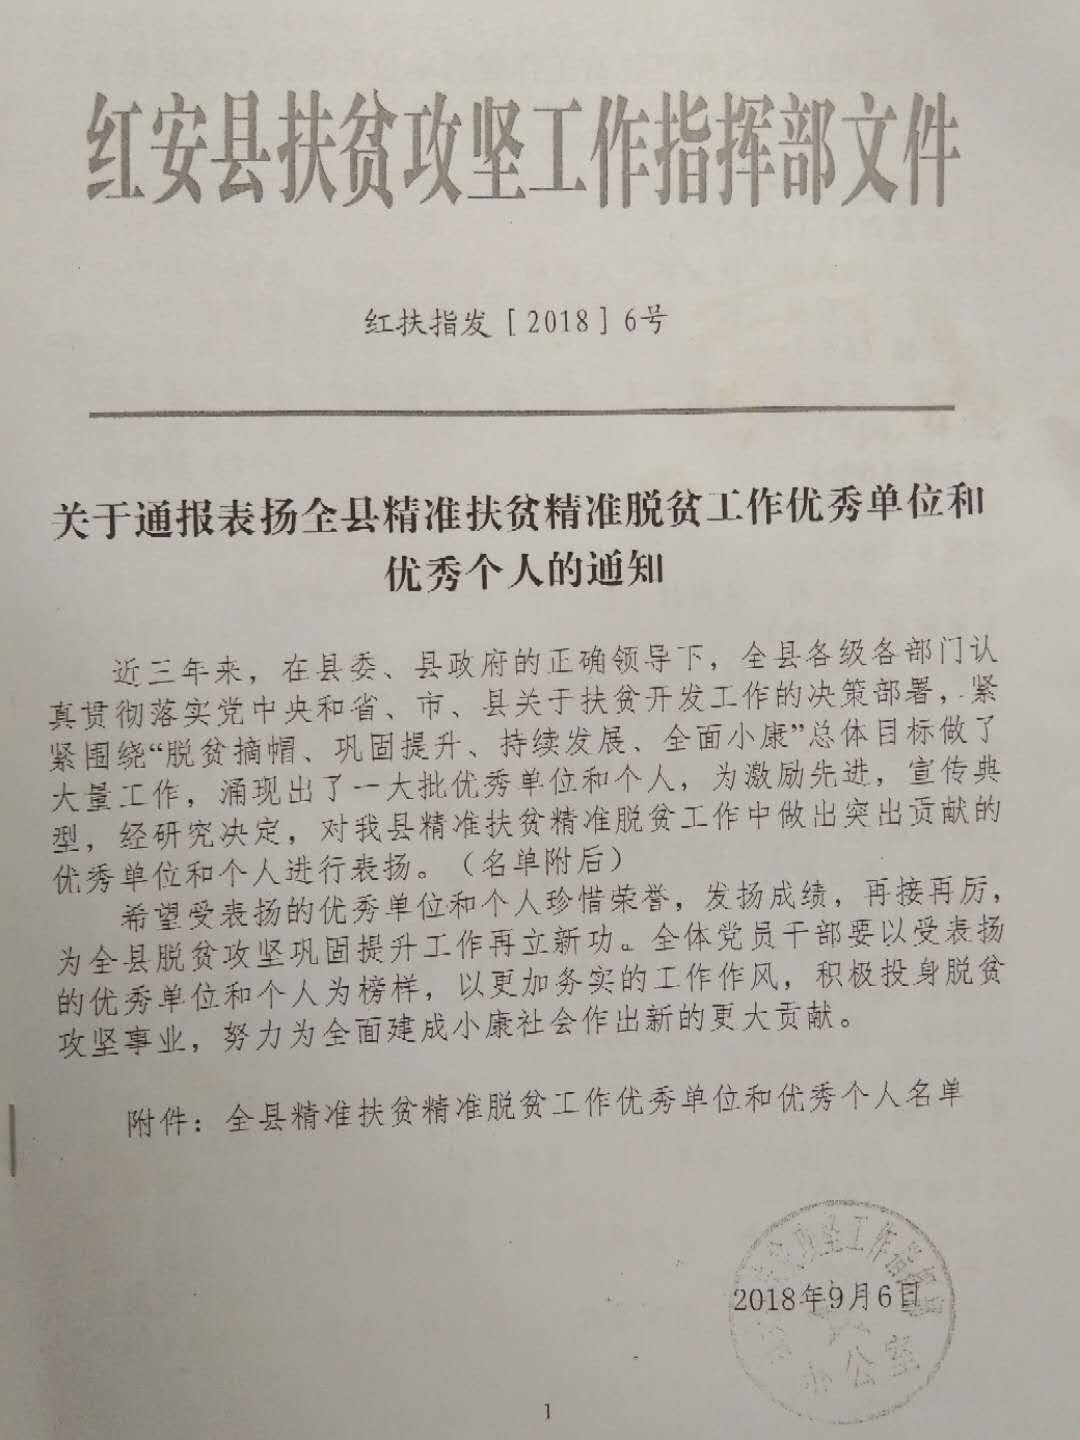 红安县扶贫攻坚工作指挥部文件
红扶指发［2018］6号
关于通报表扬全县精准扶贫精准脱贫工作优秀单位和
优秀个人的通知
近三年来，在县委、县政府的正确领导下，全县各级各部门认
真贯彻落实党中央和省、市、县关于扶贫开发工作的决策部署，紧
紧围绕“脱贫摘帽、巩固提升、持续发展、全面小康”总体目标做了
大量工作，涌现出了一大批优秀单位和个人，为激励先进，宣传典
型，经研究决定，对我县精准扶贫精准脱贫工作中做出突出贡献的
优秀单位和个人进行表扬。（名单附后）
希望受表扬的优秀单位和个人珍惜荣誉，发扬成绩，再接再厉，
为全县脱贫攻坚巩固提升工作再立新功。全体党员干部要以受表扬
的优秀单位和个人为榜样，以更加务实的工作作风，积极投身脱贫
攻坚事业，努力为全面建成小康社会作出新的更大贡献。
附件：全县精准扶贫精准脱贫工作优秀单位和优秀个人名单
贫攻坚工作指挥部
2018年9月6日
办公室
1